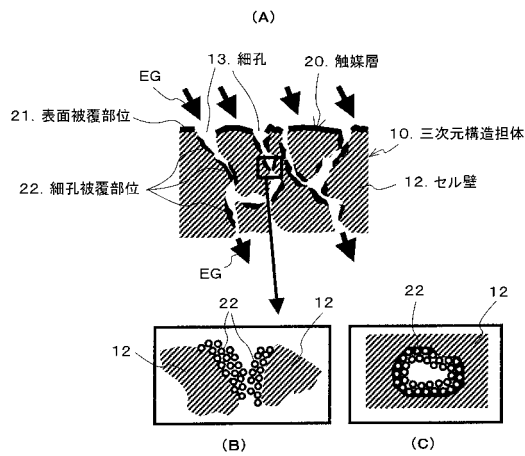 (A)
13. 細孔
20. 触媒層
EG
21. 表面被覆部位
10. 三次元構造担体
22. 細孔被覆部位
12. セル壁
EG
22
12
12
22
12
(B)
(C)